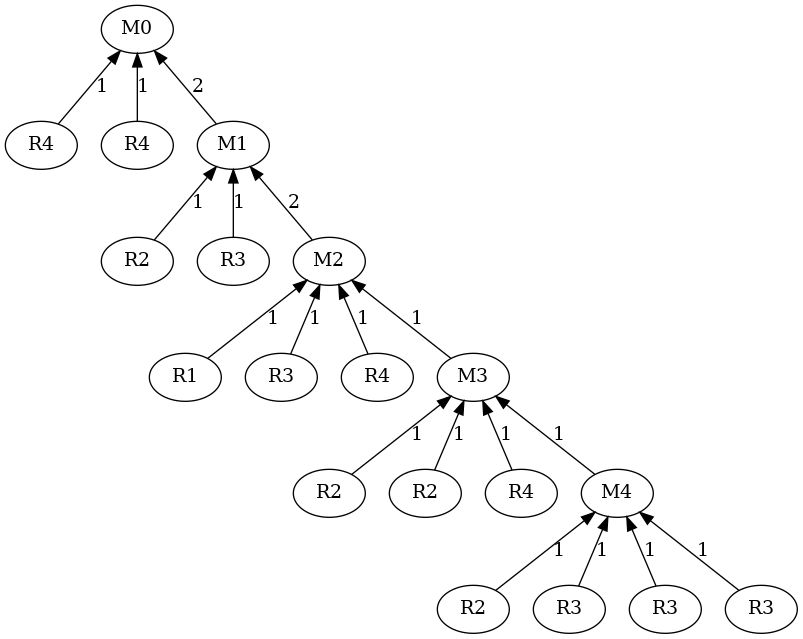 M0
1 1 2
R4 R4 M1
1 1 2
R2 R3 M2
1 1 1 1
R1 R3 R4 M3
1 1 1 1
R2 R2 R4 M4
1 1 1 1
R2 R3 R3 R3